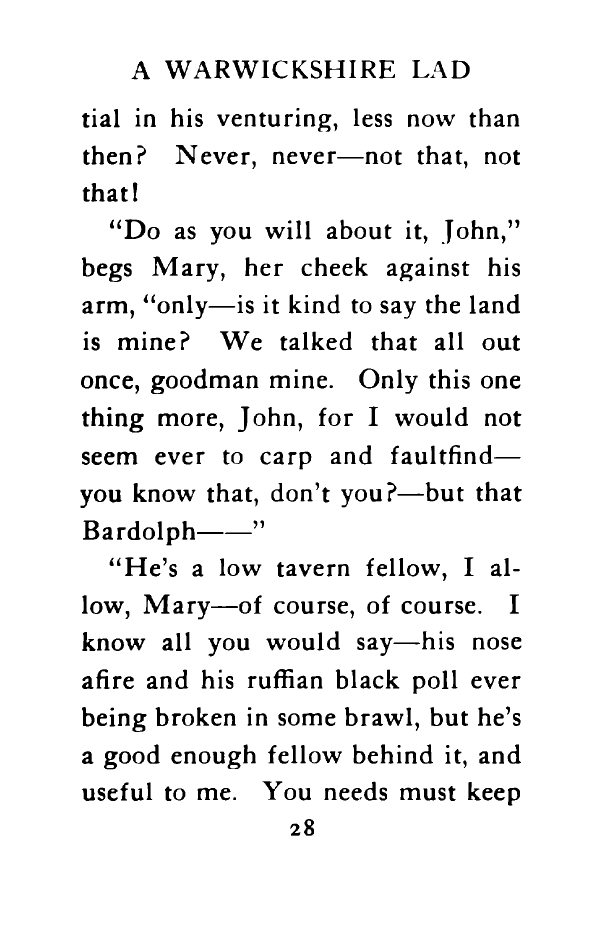 A WARWICKSHIRE LAD
tial in his venturing, less now than
then? Never, never—not that, not
that!
“Do as you will about it, John,”
begs Mary, her cheek against his
arm, “only—is it kind to say the land
is mine? We talked that all out
once, goodman mine. Only this one
thing more, John, for I would not
seem ever to carp and faultfind—
you know that, don’t you?—but that
Bardolph——”
“He’s a low tavern fellow, I al-
low, Mary—of course, of course. I
know all you would say—his nose
afire and his ruffian black poll ever
being broken in some brawl, but he’s
a good enough fellow behind it, and
useful to me. You needs must keep
28